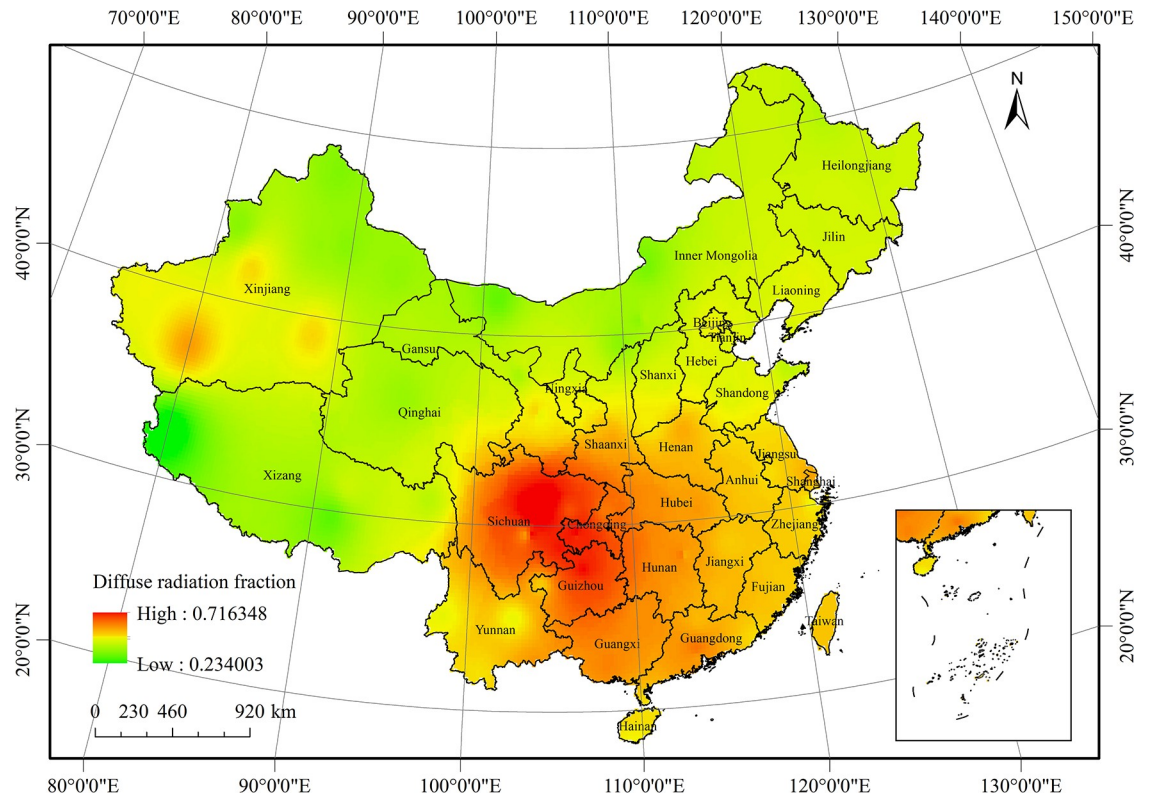 70°0'0"E 80°0'0"E 90°0'0"E 100°0'0"E 110°0'0"E 120°0'0"E 130°0'0"E 140°0'0"E 150°0'0"E
N
Heilongjiang
40°0'0"N
40°0'0"N
Jilin
Inner Mongolia
Xinjiang
Liaoning
Beijing
Tianjin
Gansu
Hebei
Shanxi
Ningxia
Shandong
Qinghai
30°0'0"N
30°0'0"N
Shaanxi
Henan
Jiangsu
Xizang
Anhui
Shanghai
Hubei
Sichuan
Chongqing
Zhejiang
Jiangxi
Hunan
Diffuse radiation fraction
Guizhou
Fujian
High : 0.716348
Taiwan
20°0'0"N
20°0'0"N
Yunnan
Guangxi
Guangdong
Low : 0.234003
0 230 460 920 km
Hainan
80°0'0"E 90°0'0"E 100°0'0"E 110°0'0"E 120°0'0"E 130°0'0"E